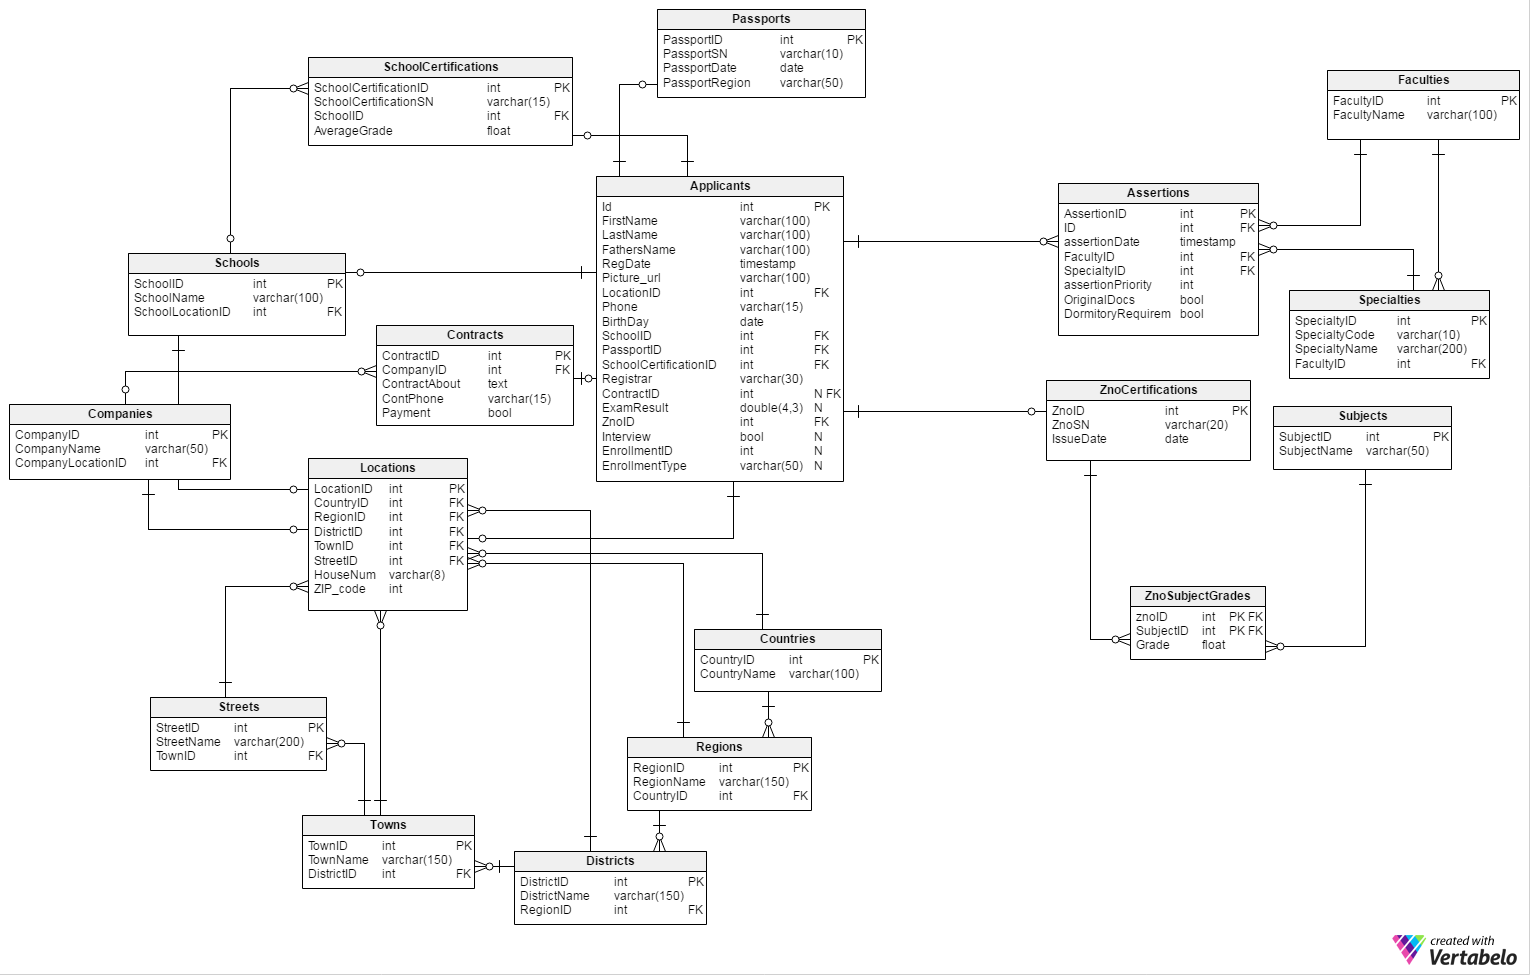 Passports
PassportID int PK
PassportSN varchar(10)
PassportDate date
PassportRegion varchar(50)
SchoolCertifications
SchoolCertificationID int PK
SchoolCertificationSN varchar(15)
SchoolID int FK
AverageGrade float
Faculties
FacultyID int PK
FacultyName varchar(100)
Applicants
Id int PK
FirstName varchar(100)
LastName varchar(100)
FathersName varchar(100)
RegDate timestamp
Picture_url varchar(100)
LocationID int FK
Phone varchar(15)
BirthDay date
SchoolID int FK
PassportID int FK
SchoolCertificationID int FK
Registrar varchar(30)
ContractID int N FK
ExamResult double(4,3) N
ZnoID int FK
Interview bool N
EnrollmentID int N
EnrollmentType varchar(50) N
Assertions
AssertionID int PK
ID int FK
assertionDate timestamp
FacultyID int FK
SpecialtyID int FK
assertionPriority int
OriginalDocs bool
DormitoryRequirem bool
Schools
SchoolID int PK
SchoolName varchar(100)
SchoolLocationID int FK
Specialties
SpecialtyID int PK
SpecialtyCode varchar(10)
SpecialtyName varchar(200)
FacultyID int FK
Contracts
ContractID int PK
CompanyID int FK
ContractAbout text
ContPhone varchar(15)
Payment bool
ZnoCertifications
ZnoID int PK
ZnoSN varchar(20)
IssueDate date
Companies
CompanyID int PK
CompanyName varchar(50)
CompanyLocationID int FK
Subjects
SubjectID int PK
SubjectName varchar(50)
Locations
LocationID int PK
CountryID int FK
RegionID int FK
DistrictID int FK
TownID int FK
StreetID int FK
HouseNum varchar(8)
ZIP_code int
ZnoSubjectGrades
znoID int PK FK
SubjectID int PK FK
Grade float
Countries
CountryID int PK
CountryName varchar(100)
Streets
StreetID int PK
StreetName varchar(200)
TownID int FK
Regions
RegionID int PK
RegionName varchar(150)
CountryID int FK
Towns
TownID int PK
TownName varchar(150)
DistrictID int FK
Districts
DistrictID int PK
DistrictName varchar(150)
RegionID int FK
created with
Vertabelo